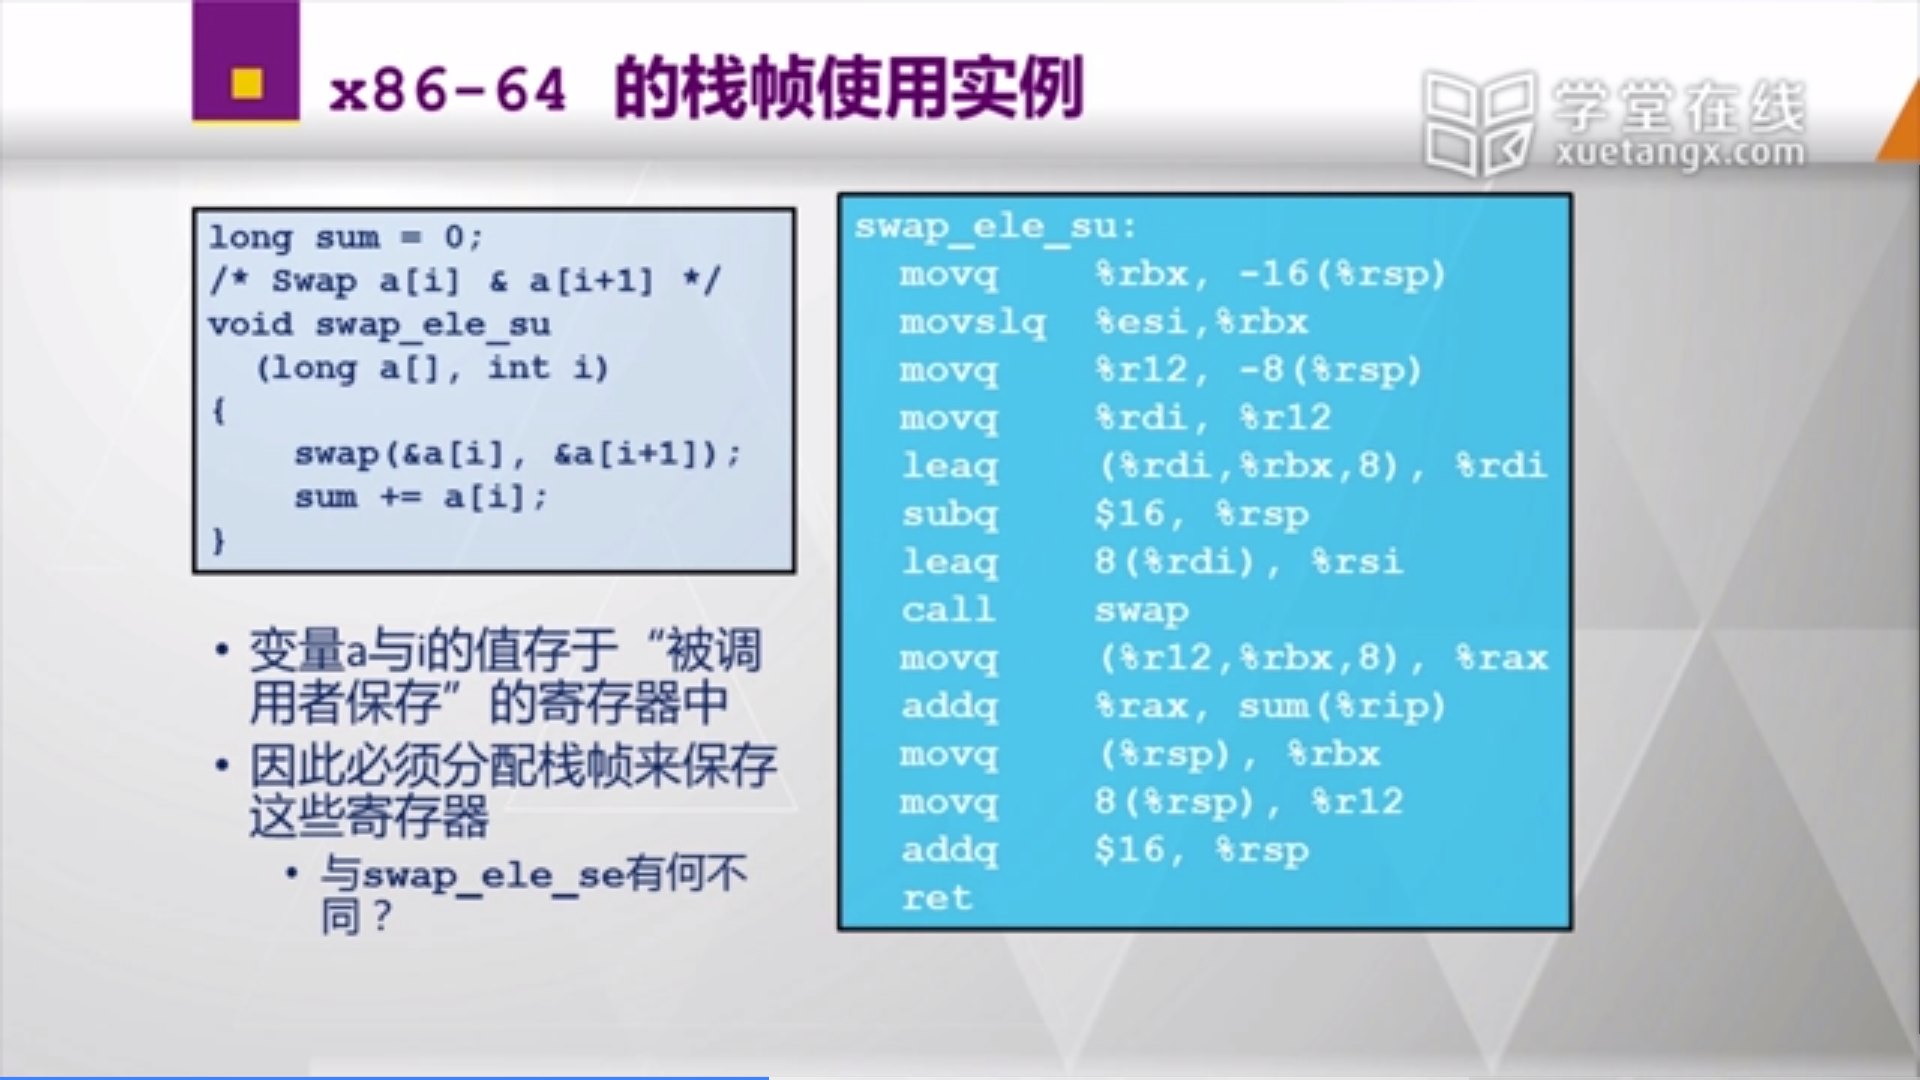 x86-64 的栈帧使用实例
学堂在线
xuetangx.com
long sum = 0;
/* Swap a[i] & a[i+1] */
void swap_ele_su
(long a[], int i)
{
swap(&a[i], &a[i+1]);
sum += a[i];
}
• 变量a与i的值存于“被调
用者保存”的寄存器中
• 因此必须分配栈帧来保存
这些寄存器
• 与swap_ele_se有何不
同？
swap_ele_su:
movq %rbx, -16(%rsp)
movslq %esi,%rbx
movq %r12, -8(%rsp)
movq %rdi, %r12
leaq (%rdi,%rbx,8), %rdi
subq $16, %rsp
leaq 8(%rdi), %rsi
call swap
movq (%r12,%rbx,8), %rax
addq %rax, sum(%rip)
movq (%rsp), %rbx
movq 8(%rsp), %r12
addq $16, %rsp
ret